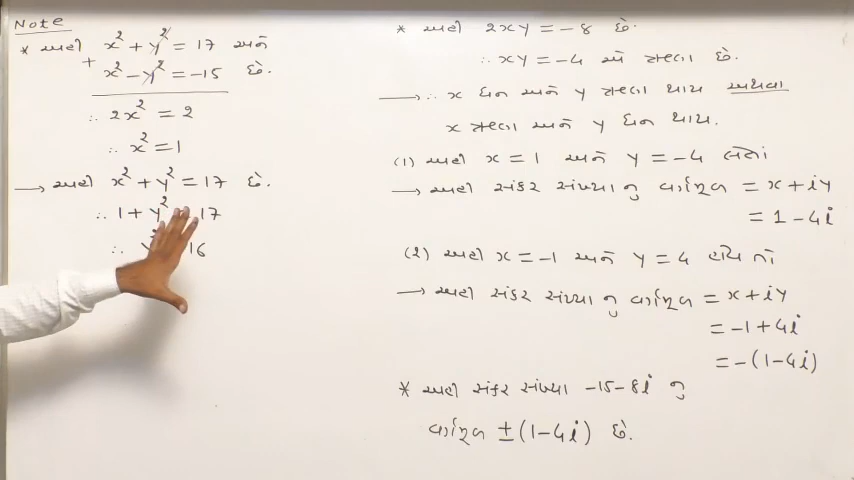 Note
* અહીં x² + y² = 17 અને
+ x² - y² = -15 છે.
∴ 2x² = 2
∴ x² = 1
→ અહીં x² + y² = 17 છે.
∴ 1 + y² = 17
∴ y² 16
* અહીં 2xy = -8 છે.
∴ xy = -4 એ ઋણ છે.
→ ∴ x ધન અને y ઋણ થાય અથવા
x ઋણ અને y ધન થાય.
(1) અહીં x = 1 અને y = -4 લેતાં
→ અહીં સંકર સંખ્યા નુ વર્ગમૂળ = x + iy
= 1 - 4i
(2) અહીં x = -1 અને y = 4 હોય તો
→ અહીં સંકર સંખ્યા નુ વર્ગમૂળ = x + iy
= -1 + 4i
= -(1 - 4i)
* અહીં સંકર સંખ્યા -15 - 8i નુ
વર્ગમૂળ ±(1 - 4i) છે.